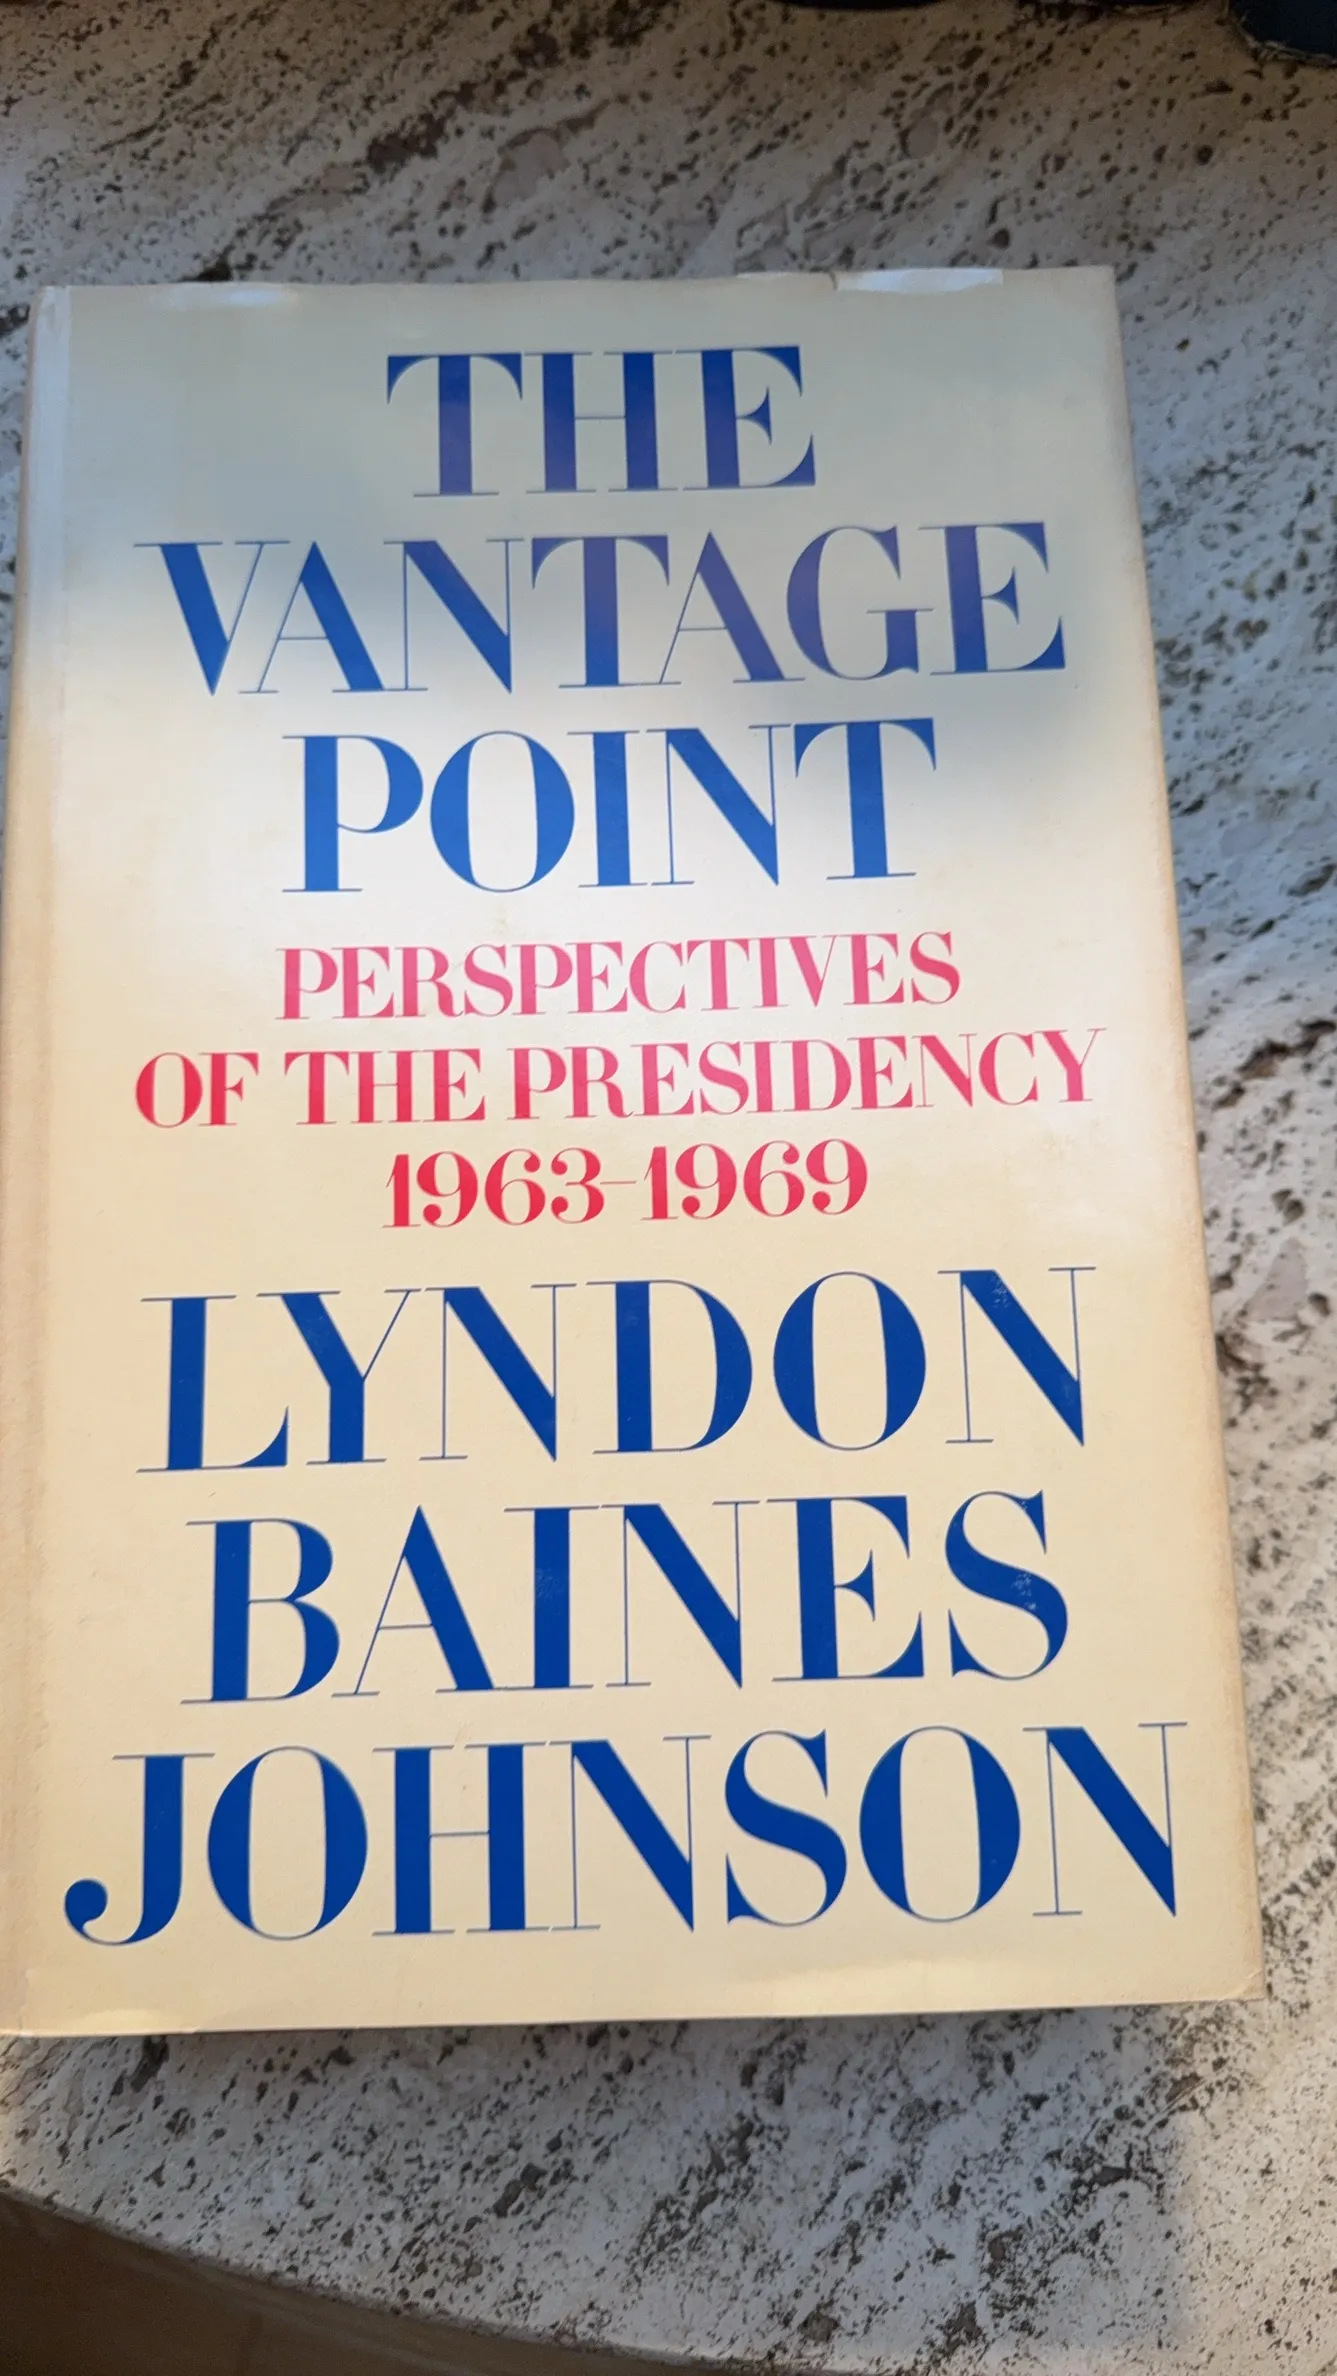 THE
VANTAGE
POINT
PERSPECTIVES
OF THE PRESIDENCY
1963–1969
LYNDON
BAINES
JOHNSON